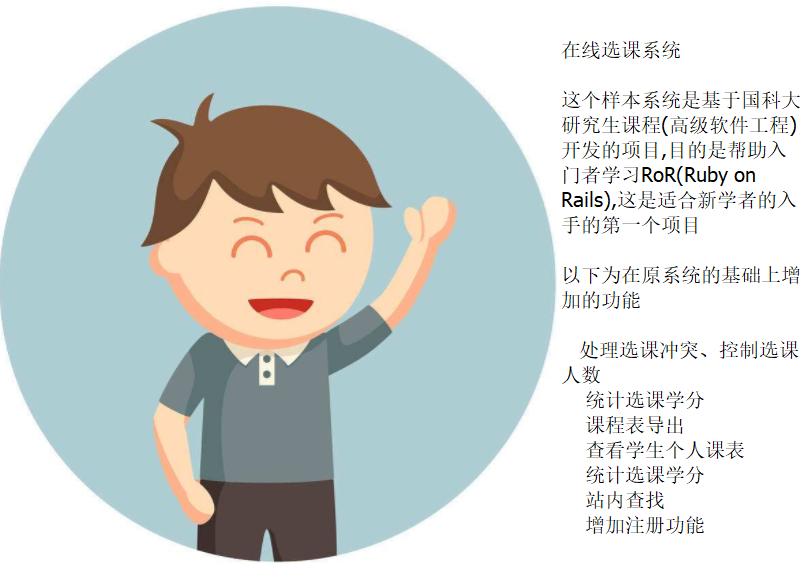 在线选课系统
这个样本系统是基于国科大
研究生课程(高级软件工程)
开发的项目,目的是帮助入
门者学习RoR(Ruby on
Rails),这是适合新学者的入
手的第一个项目
以下为在原系统的基础上增
加的功能
处理选课冲突、控制选课
人数
统计选课学分
课程表导出
查看学生个人课表
统计选课学分
站内查找
增加注册功能